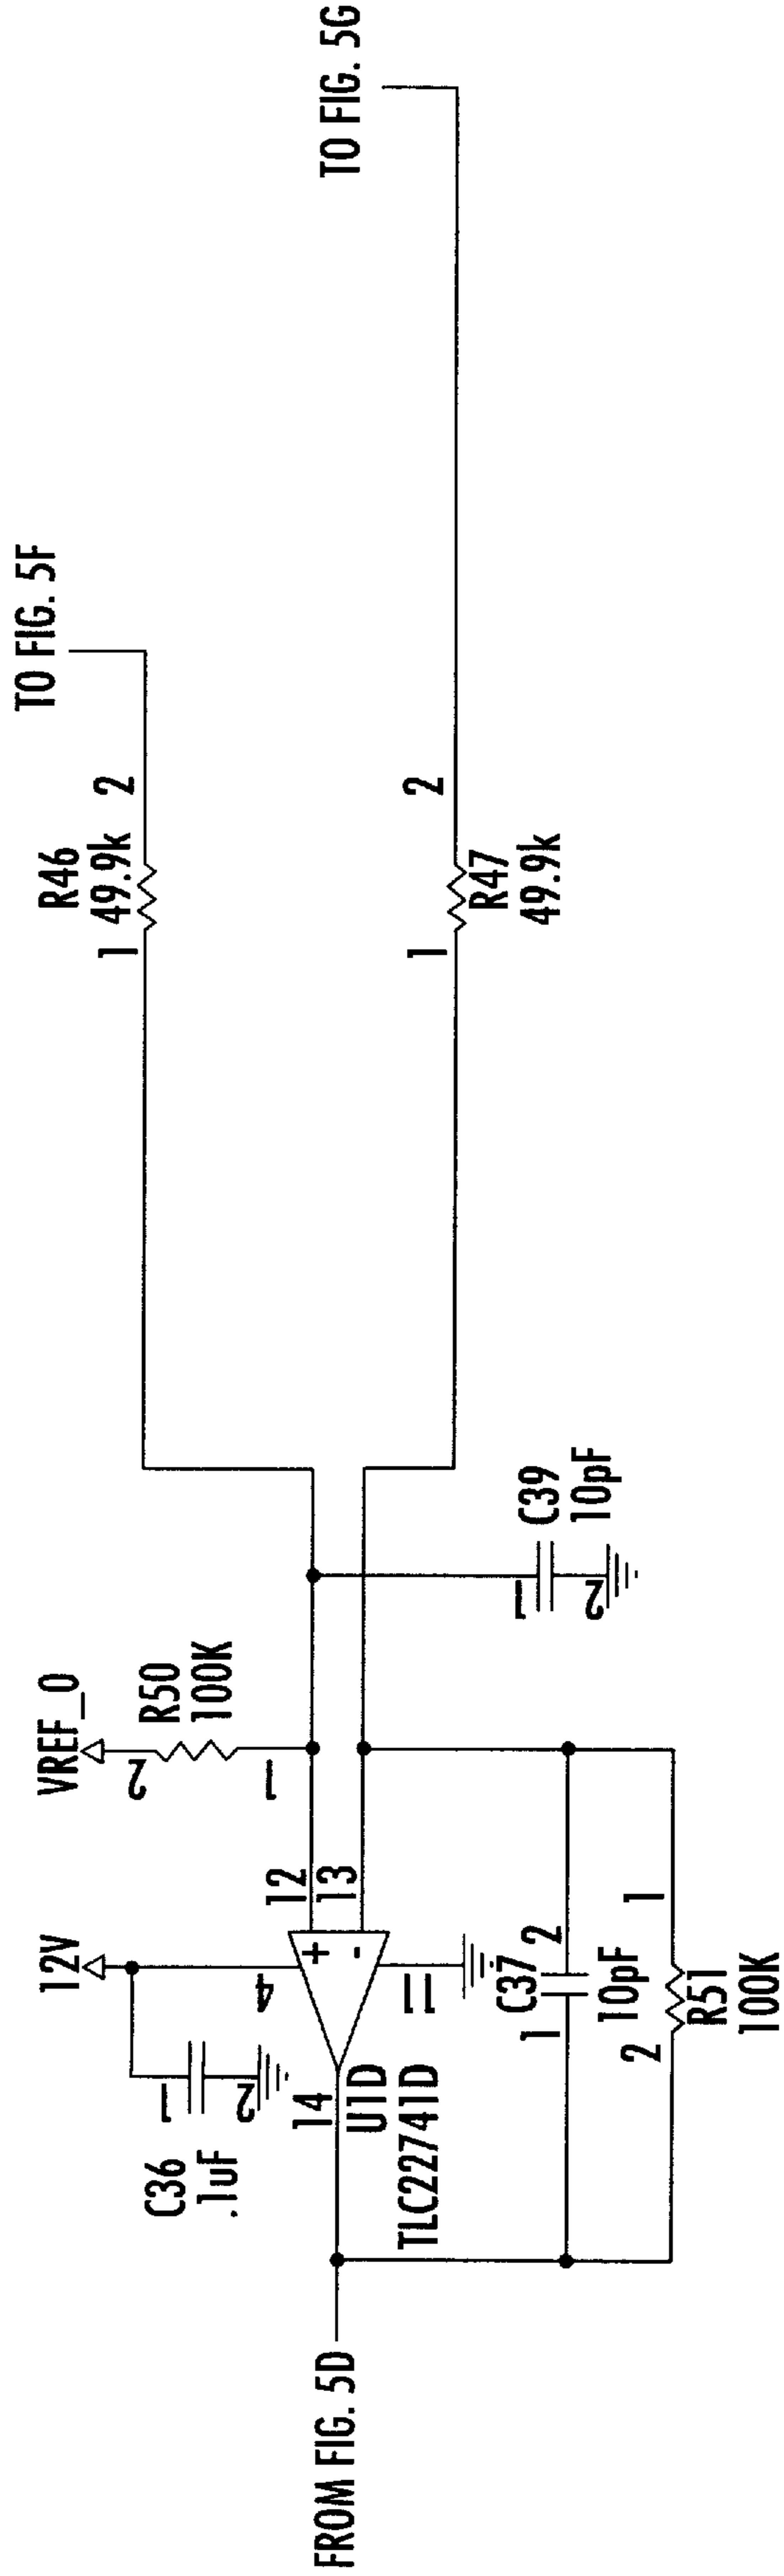 TO FIG. 5F
TO FIG. 5G
R46
49.9k
1
2
R47
49.9k
1
2
VREF_0
R50
100K
2
1
C39
10pF
1
2
12V
C36
.1uF
1
2
4
12
13
+
-
11
14
U1D
TLC2274ID
C37
10pF
1
2
R51
100K
2
1
FROM FIG. 5D